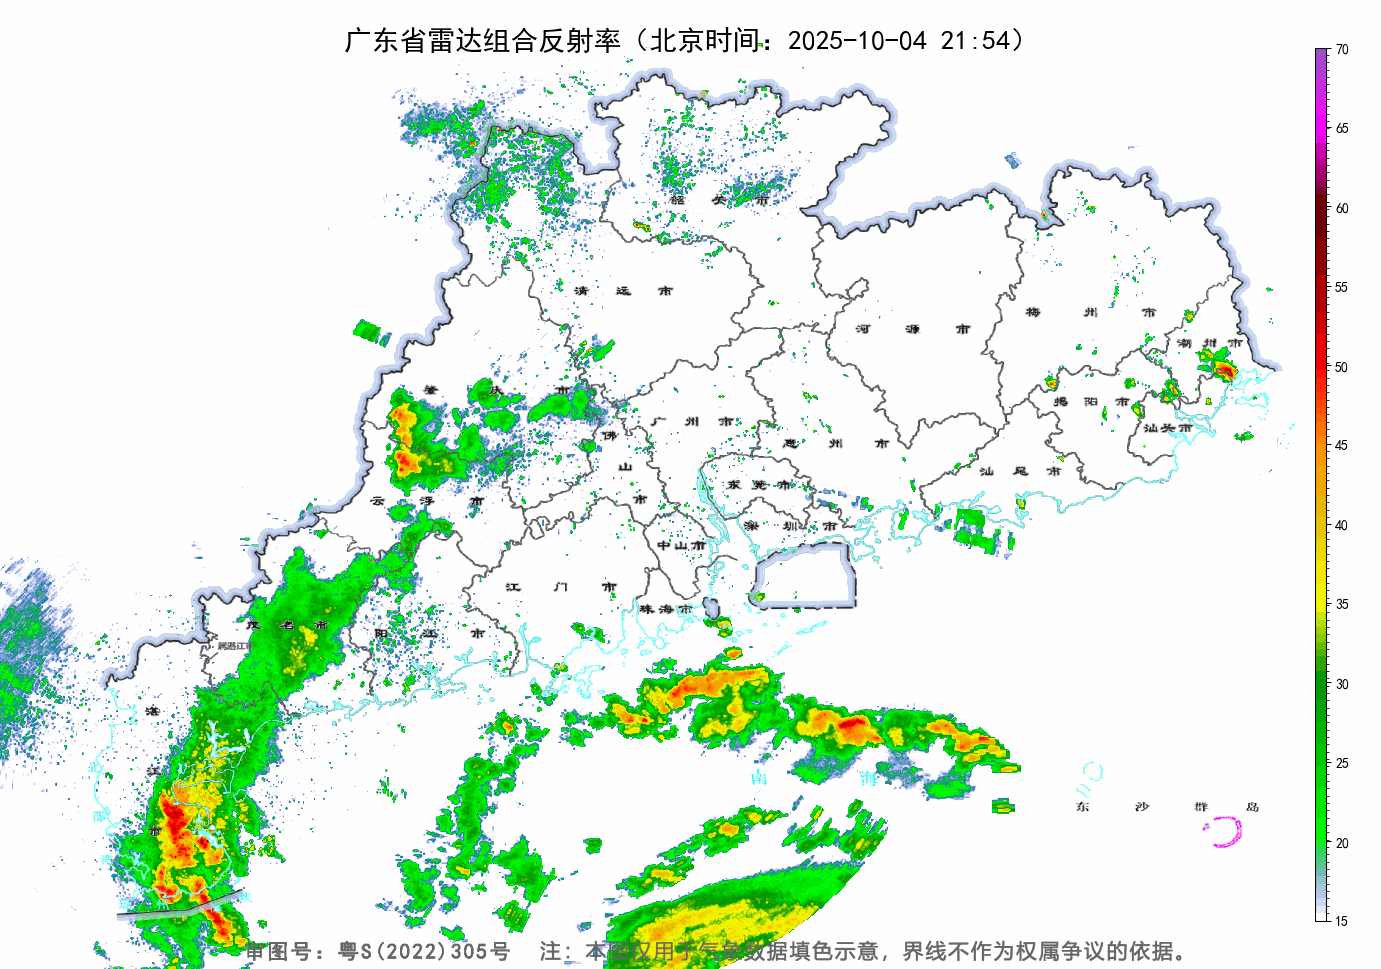 广东省雷达组合反射率（北京时间：2025-10-04 21:54）
70
65
60
55
50
45
40
35
30
25
20
15
韶关市
清远市
河源市
梅州市
潮州市
肇庆市
揭阳市
汕头市
广州市
惠州市
佛山市
汕尾市
东莞市
云浮市
深圳市
中山市
江门市
珠海市
茂名市
阳江市
属湛江市
湛江市
北部湾
南海
东沙群岛
审图号：粤S(2022)305号 注：本图仅用于气象数据填色示意，界线不作为权属争议的依据。